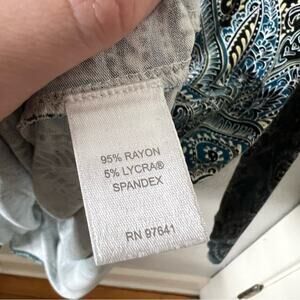 95% RAYON
5% LYCRA®
SPANDEX
RN 97641